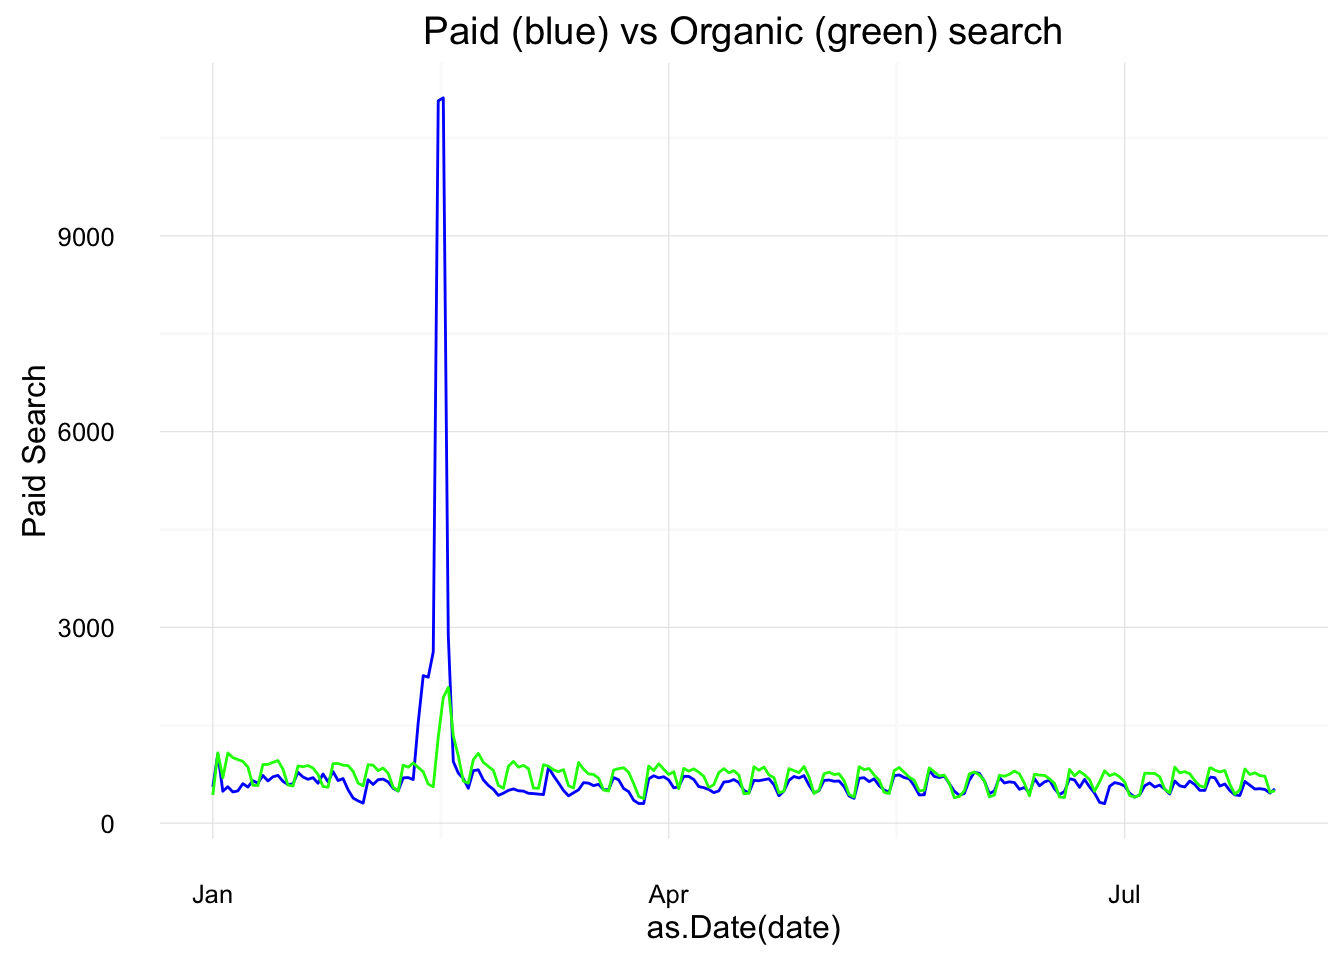 Paid (blue) vs Organic (green) search
Paid Search
9000
6000
3000
0
Jan
Apr
Jul
as.Date(date)